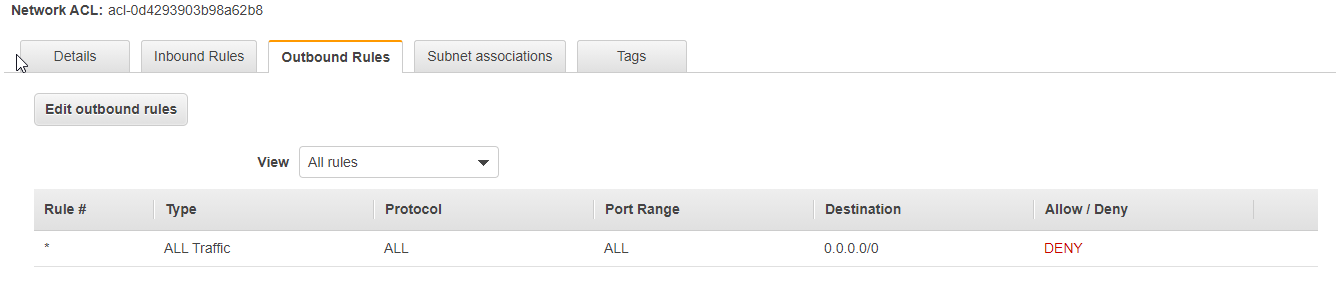 Network ACL: acl-0d4293903b98a62b8
Details Inbound Rules Outbound Rules Subnet associations Tags
Edit outbound rules
View All rules
Rule # Type Protocol Port Range Destination Allow / Deny
* ALL Traffic ALL ALL 0.0.0.0/0 DENY